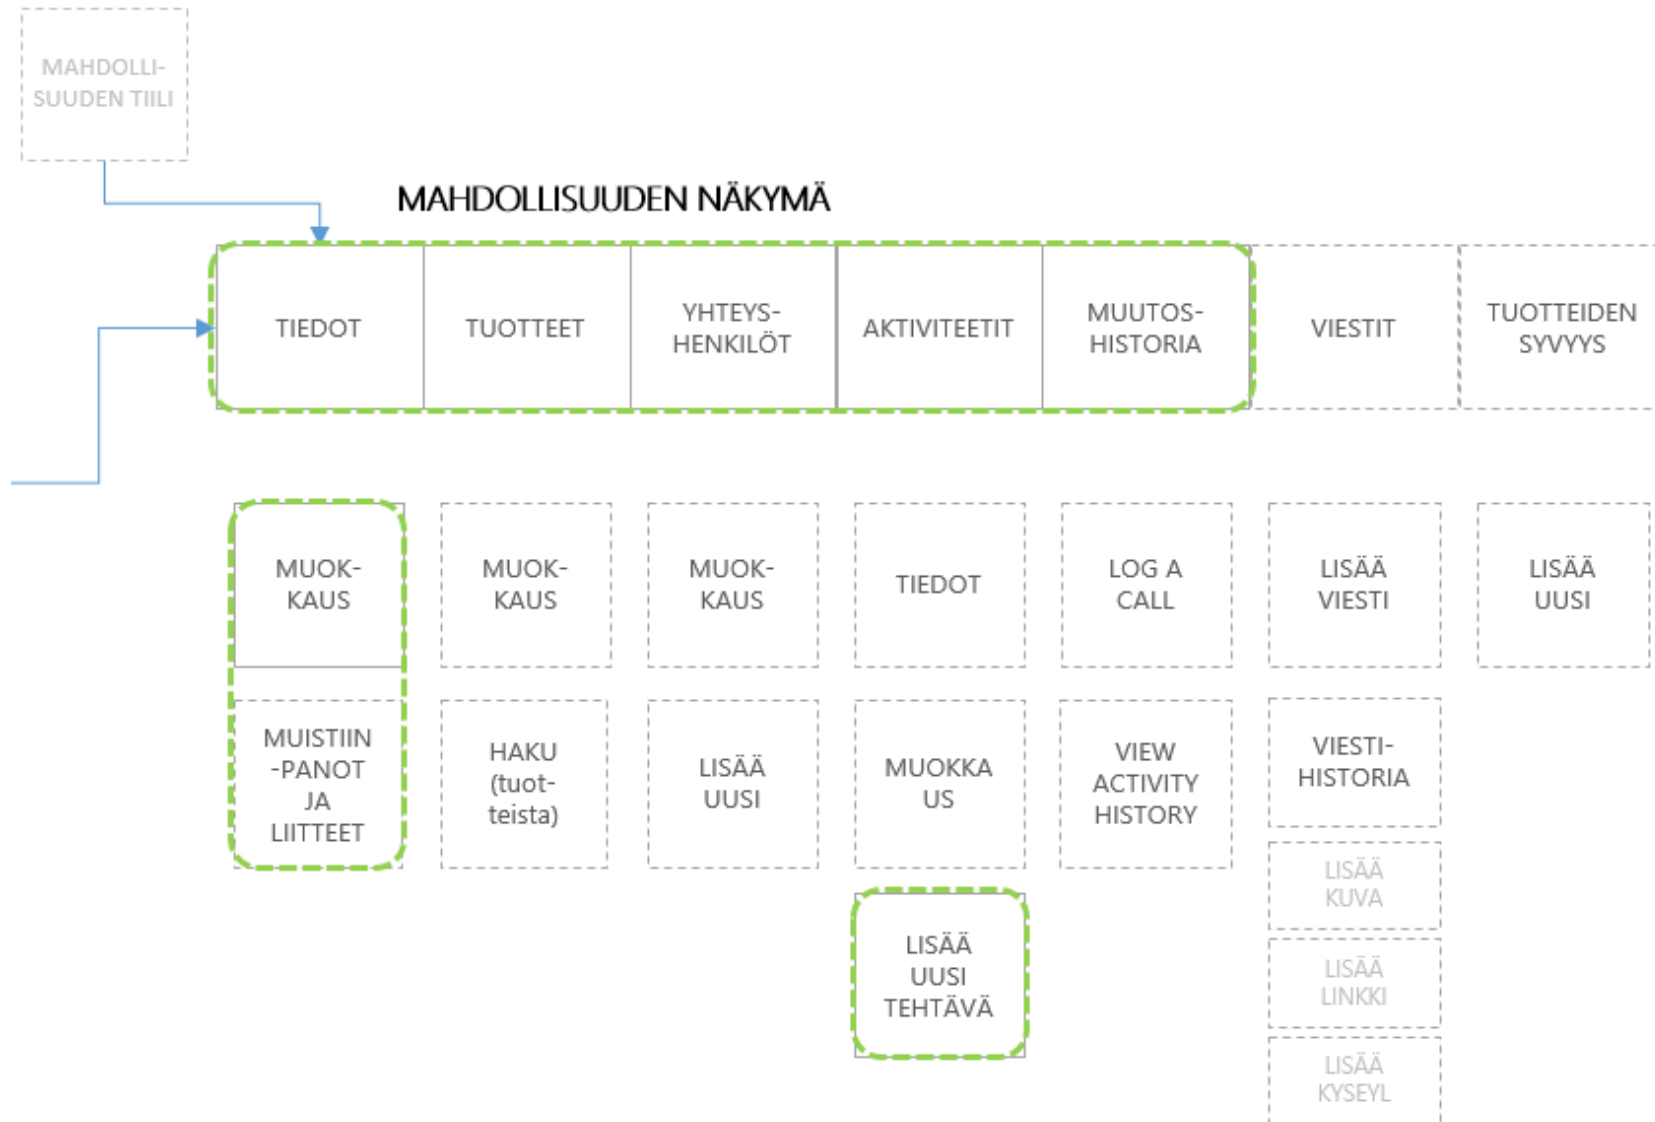 MAHDOLLI-
SUUDEN TIILI
MAHDOLLISUUDEN NÄKYMÄ
TIEDOT
TUOTTEET
YHTEYS-
HENKILÖT
AKTIVITEETIT
MUUTOS-
HISTORIA
VIESTIT
TUOTTEIDEN
SYVYYS
MUOK-
KAUS
MUOK-
KAUS
MUOK-
KAUS
TIEDOT
LOG A
CALL
LISÄÄ
VIESTI
LISÄÄ
UUSI
MUISTIIN
-PANOT
JA
LIITTEET
HAKU
(tuot-
teista)
LISÄÄ
UUSI
MUOKKA
US
VIEW
ACTIVITY
HISTORY
VIESTI-
HISTORIA
LISÄÄ
KUVA
LISÄÄ
UUSI
TEHTÄVÄ
LISÄÄ
LINKKI
LISÄÄ
KYSEYL